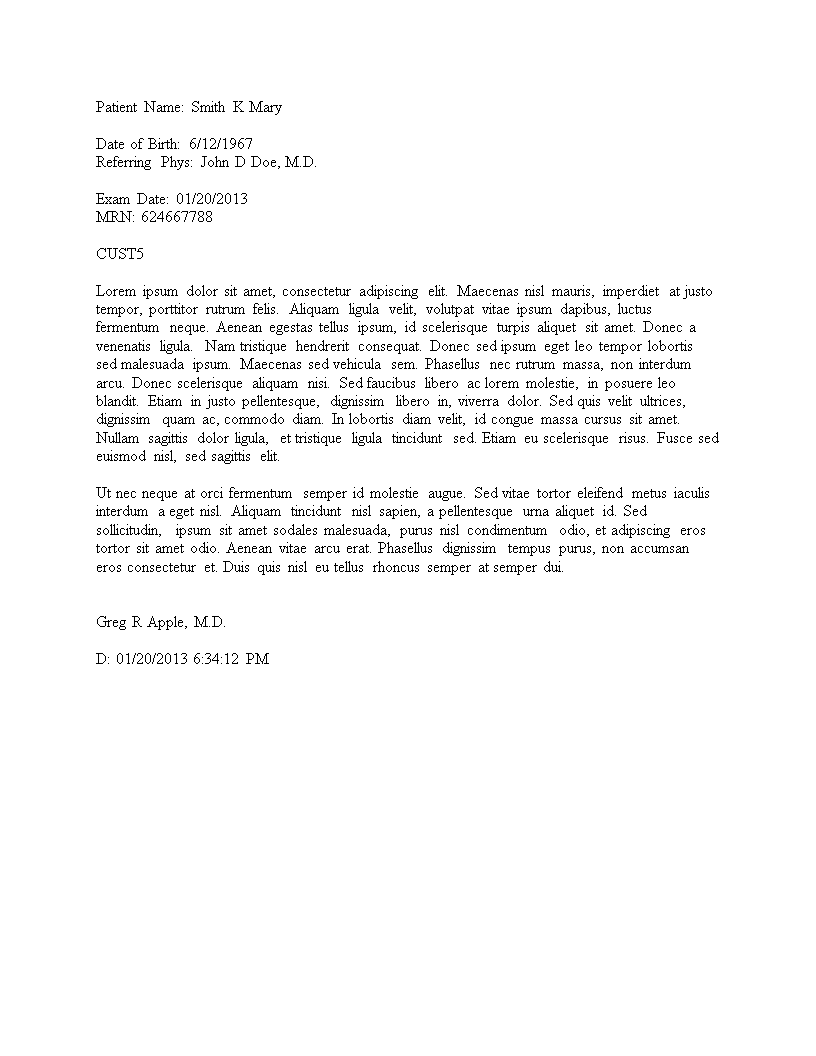 Patient Name: Smith K Mary
Date of Birth: 6/12/1967
Referring Phys: John D Doe, M.D.
Exam Date: 01/20/2013
MRN: 624667788
CUST5
Lorem ipsum dolor sit amet, consectetur adipiscing elit. Maecenas nisl mauris, imperdiet at justo
tempor, porttitor rutrum felis. Aliquam ligula velit, volutpat vitae ipsum dapibus, luctus
fermentum neque. Aenean egestas tellus ipsum, id scelerisque turpis aliquet sit amet. Donec a
venenatis ligula. Nam tristique hendrerit consequat. Donec sed ipsum eget leo tempor lobortis
sed malesuada ipsum. Maecenas sed vehicula sem. Phasellus nec rutrum massa, non interdum
arcu. Donec scelerisque aliquam nisi. Sed faucibus libero ac lorem molestie, in posuere leo
blandit. Etiam in justo pellentesque, dignissim libero in, viverra dolor. Sed quis velit ultrices,
dignissim quam ac, commodo diam. In lobortis diam velit, id congue massa cursus sit amet.
Nullam sagittis dolor ligula, et tristique ligula tincidunt sed. Etiam eu scelerisque risus. Fusce sed
euismod nisl, sed sagittis elit.
Ut nec neque at orci fermentum semper id molestie augue. Sed vitae tortor eleifend metus iaculis
interdum a eget nisl. Aliquam tincidunt nisl sapien, a pellentesque urna aliquet id. Sed
sollicitudin, ipsum sit amet sodales malesuada, purus nisl condimentum odio, et adipiscing eros
tortor sit amet odio. Aenean vitae arcu erat. Phasellus dignissim tempus purus, non accumsan
eros consectetur et. Duis quis nisl eu tellus rhoncus semper at semper dui.
Greg R Apple, M.D.
D: 01/20/2013 6:34:12 PM